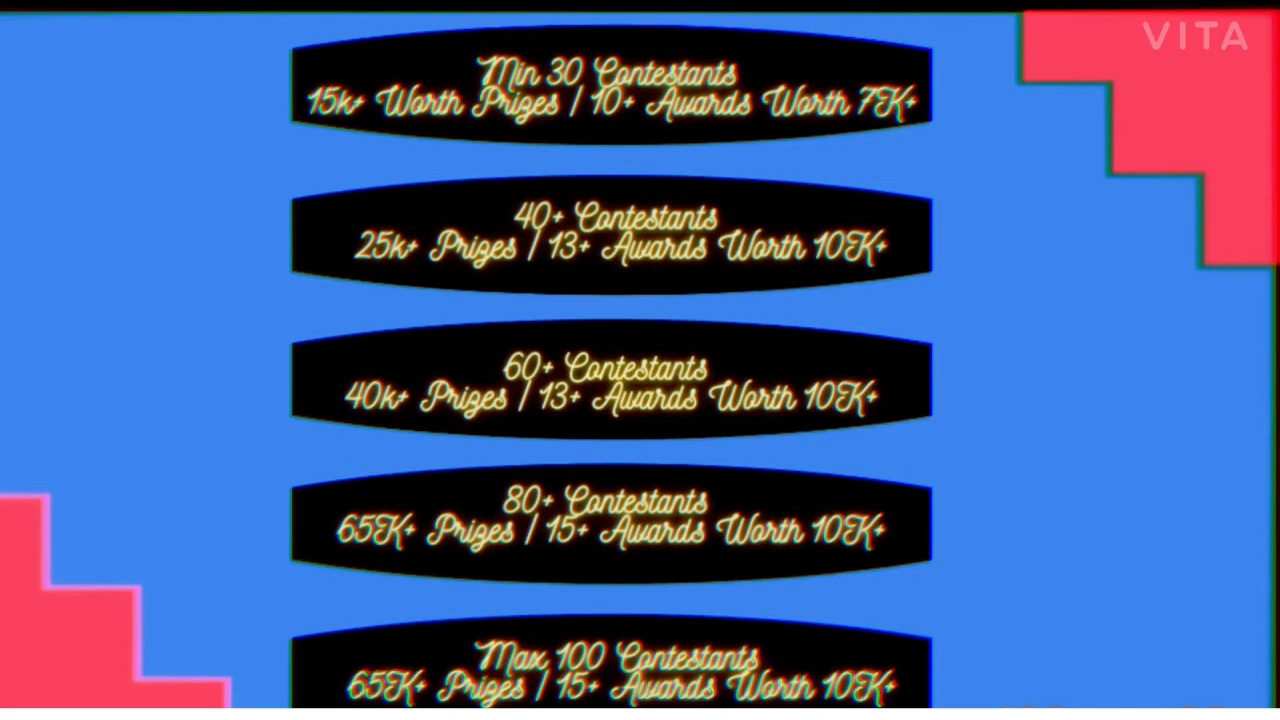 VITA
Min 30 Contestants
15k+ Worth Prizes / 10+ Awards Worth 7K+
40+ Contestants
25k+ Prizes / 13+ Awards Worth 10K+
60+ Contestants
40k+ Prizes / 13+ Awards Worth 10K+
80+ Contestants
65K+ Prizes / 15+ Awards Worth 10K+
Max 100 Contestants
65K+ Prizes / 15+ Awards Worth 10K+